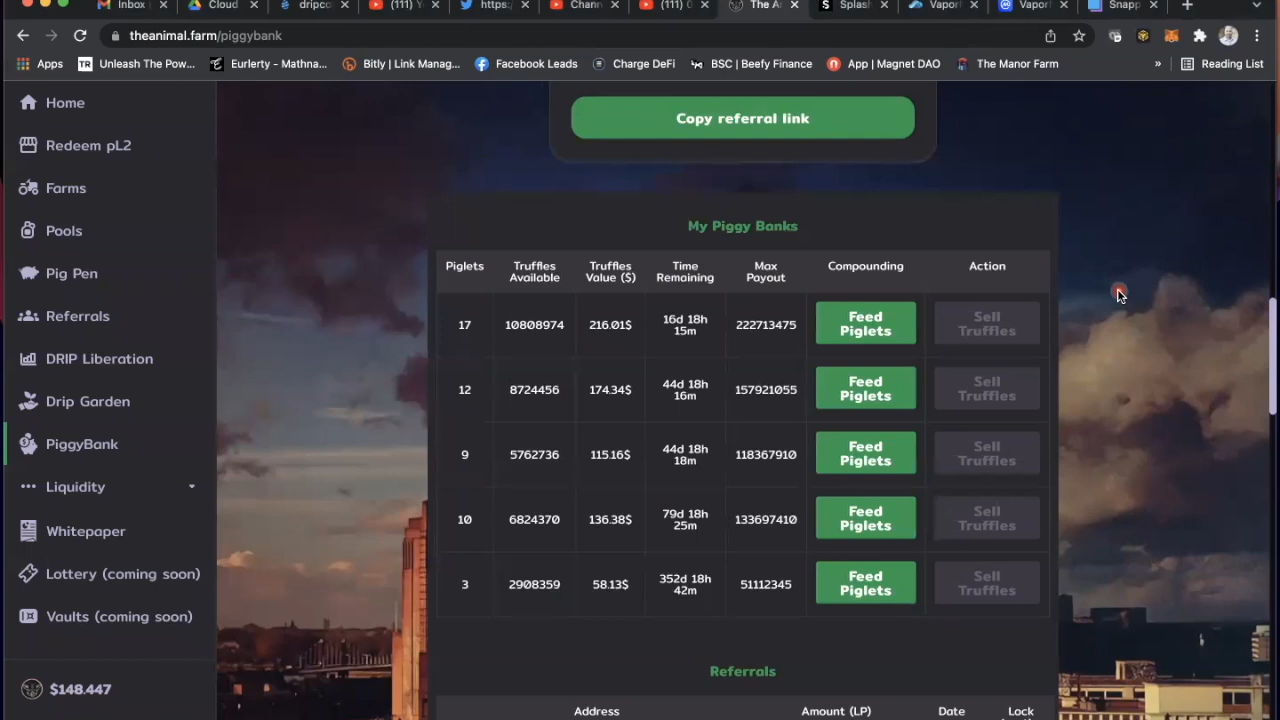 Inbox
Cloud
dripco
(111) Y
https:/
Chann
(111) 
The A
Splash
Vaporf
Vaporf
Snapp
theanimal.farm/piggybank
Apps
Unleash The Pow...
Eurlerty - Mathna...
Bitly | Link Manag...
Facebook Leads
Charge DeFi
BSC | Beefy Finance
App | Magnet DAO
The Manor Farm
»
Reading List
Home
Redeem pL2
Farms
Pools
Pig Pen
Referrals
DRIP Liberation
Drip Garden
PiggyBank
Liquidity
Whitepaper
Lottery (coming soon)
Vaults (coming soon)
$148.447
Copy referral link
My Piggy Banks
Piglets Truffles Available Truffles Value ($) Time Remaining Max Payout Compounding Action
17 10808974 216.01$ 16d 18h 15m 222713475 Feed Piglets Sell Truffles
12 8724456 174.34$ 44d 18h 16m 157921055 Feed Piglets Sell Truffles
9 5762736 115.16$ 44d 18h 18m 118367910 Feed Piglets Sell Truffles
10 6824370 136.38$ 79d 18h 25m 133697410 Feed Piglets Sell Truffles
3 2908359 58.13$ 352d 18h 42m 51112345 Feed Piglets Sell Truffles
Referrals
Address Amount (LP) Date Lock